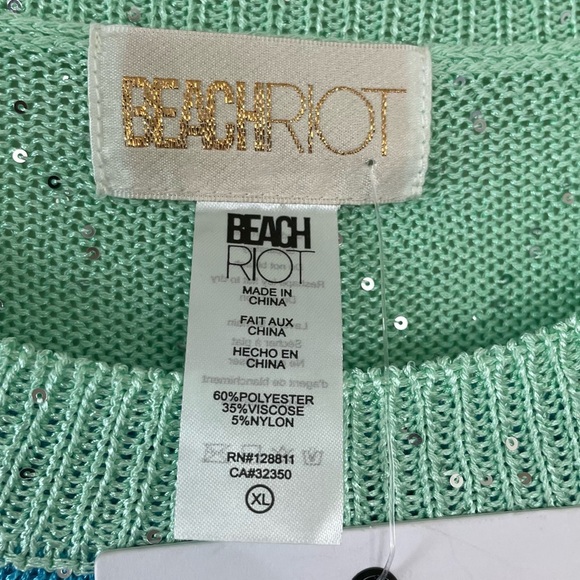 BEACHRIOT
BEACH
RIOT
MADE IN
CHINA
FAIT AUX
CHINA
HECHO EN
CHINA
60%POLYESTER
35%VISCOSE
5%NYLON
RN#128811
CA#32350
XL